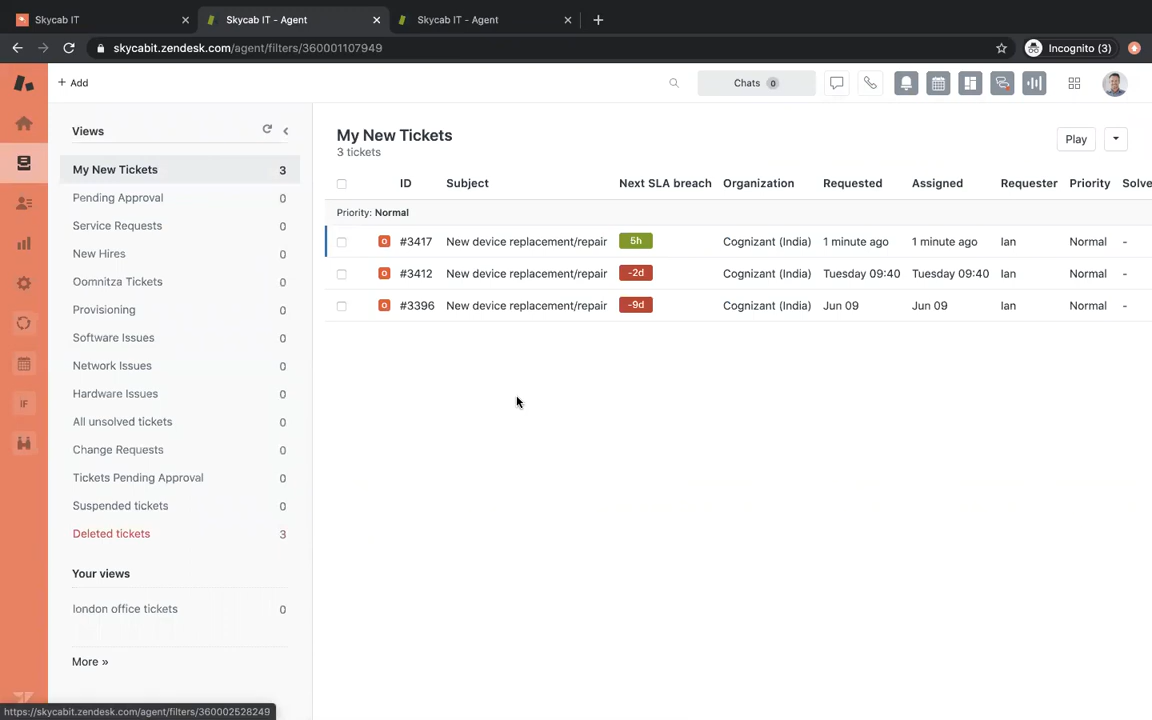 Skycab IT
Skycab IT - Agent
Skycab IT - Agent
skycabit.zendesk.com/agent/filters/360001107949
Incognito (3)
+ Add
Chats 0
Views
My New Tickets 3
Pending Approval 0
Service Requests 0
New Hires 0
Oomnitza Tickets 0
Provisioning 0
Software Issues 0
Network Issues 0
Hardware Issues 0
All unsolved tickets 0
Change Requests 0
Tickets Pending Approval 0
Suspended tickets 0
Deleted tickets 3
Your views
london office tickets 0
More »
IF
My New Tickets
3 tickets
Play
ID Subject Next SLA breach Organization Requested Assigned Requester Priority Solve
Priority: Normal
o #3417 New device replacement/repair 5h Cognizant (India) 1 minute ago 1 minute ago Ian Normal -
o #3412 New device replacement/repair -2d Cognizant (India) Tuesday 09:40 Tuesday 09:40 Ian Normal -
o #3396 New device replacement/repair -9d Cognizant (India) Jun 09 Jun 09 Ian Normal -
https://skycabit.zendesk.com/agent/filters/360002528249